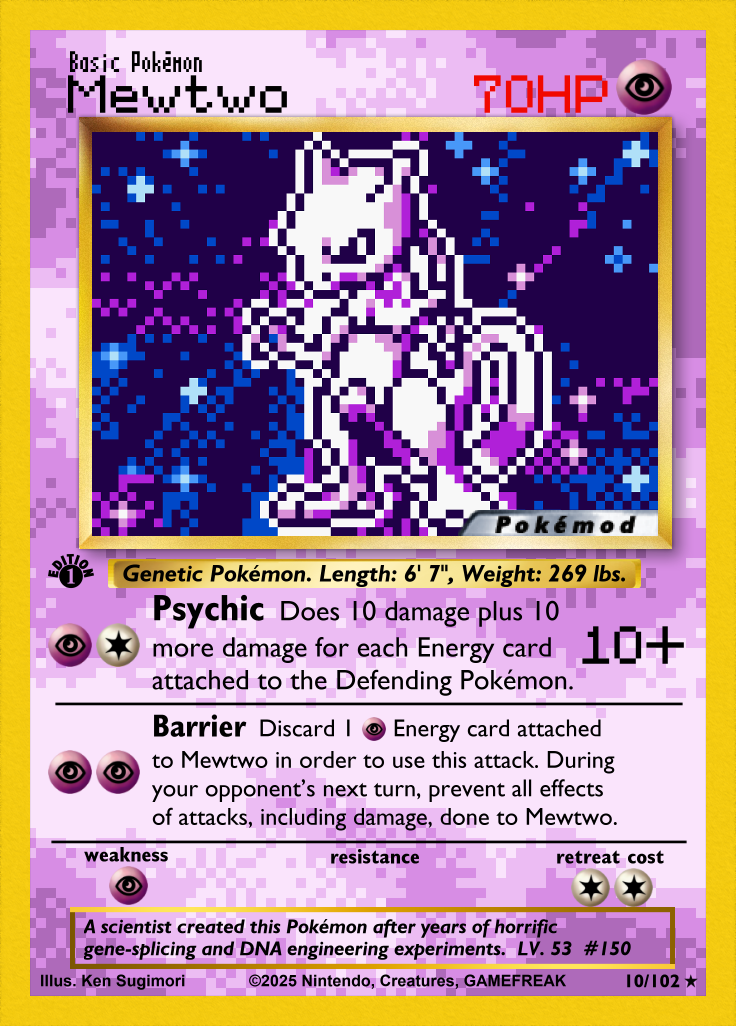 Basic Pokémon
Mewtwo
70HP
Pokémod
EDITION
1
Genetic Pokémon. Length: 6' 7", Weight: 269 lbs.
Psychic Does 10 damage plus 10
more damage for each Energy card
attached to the Defending Pokémon.
10+
Barrier Discard 1 Energy card attached
to Mewtwo in order to use this attack. During
your opponent's next turn, prevent all effects
of attacks, including damage, done to Mewtwo.
weakness
resistance
retreat cost
A scientist created this Pokémon after years of horrific
gene-splicing and DNA engineering experiments. LV. 53 #150
Illus. Ken Sugimori ©2025 Nintendo, Creatures, GAMEFREAK 10/102 ★